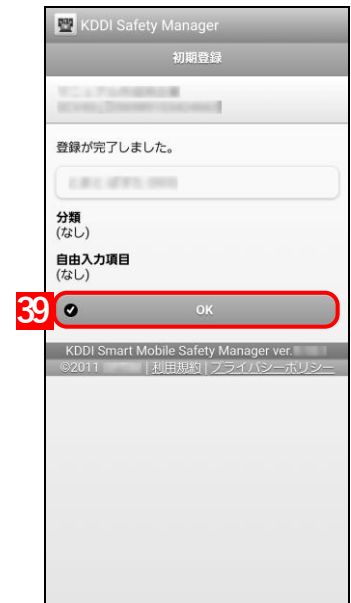 KDDI Safety Manager
初期登録
登録が完了しました。
分類
(なし)
自由入力項目
(なし)
39
OK
KDDI Smart Mobile Safety Manager ver.
©2011 | 利用規約 | プライバシーポリシー